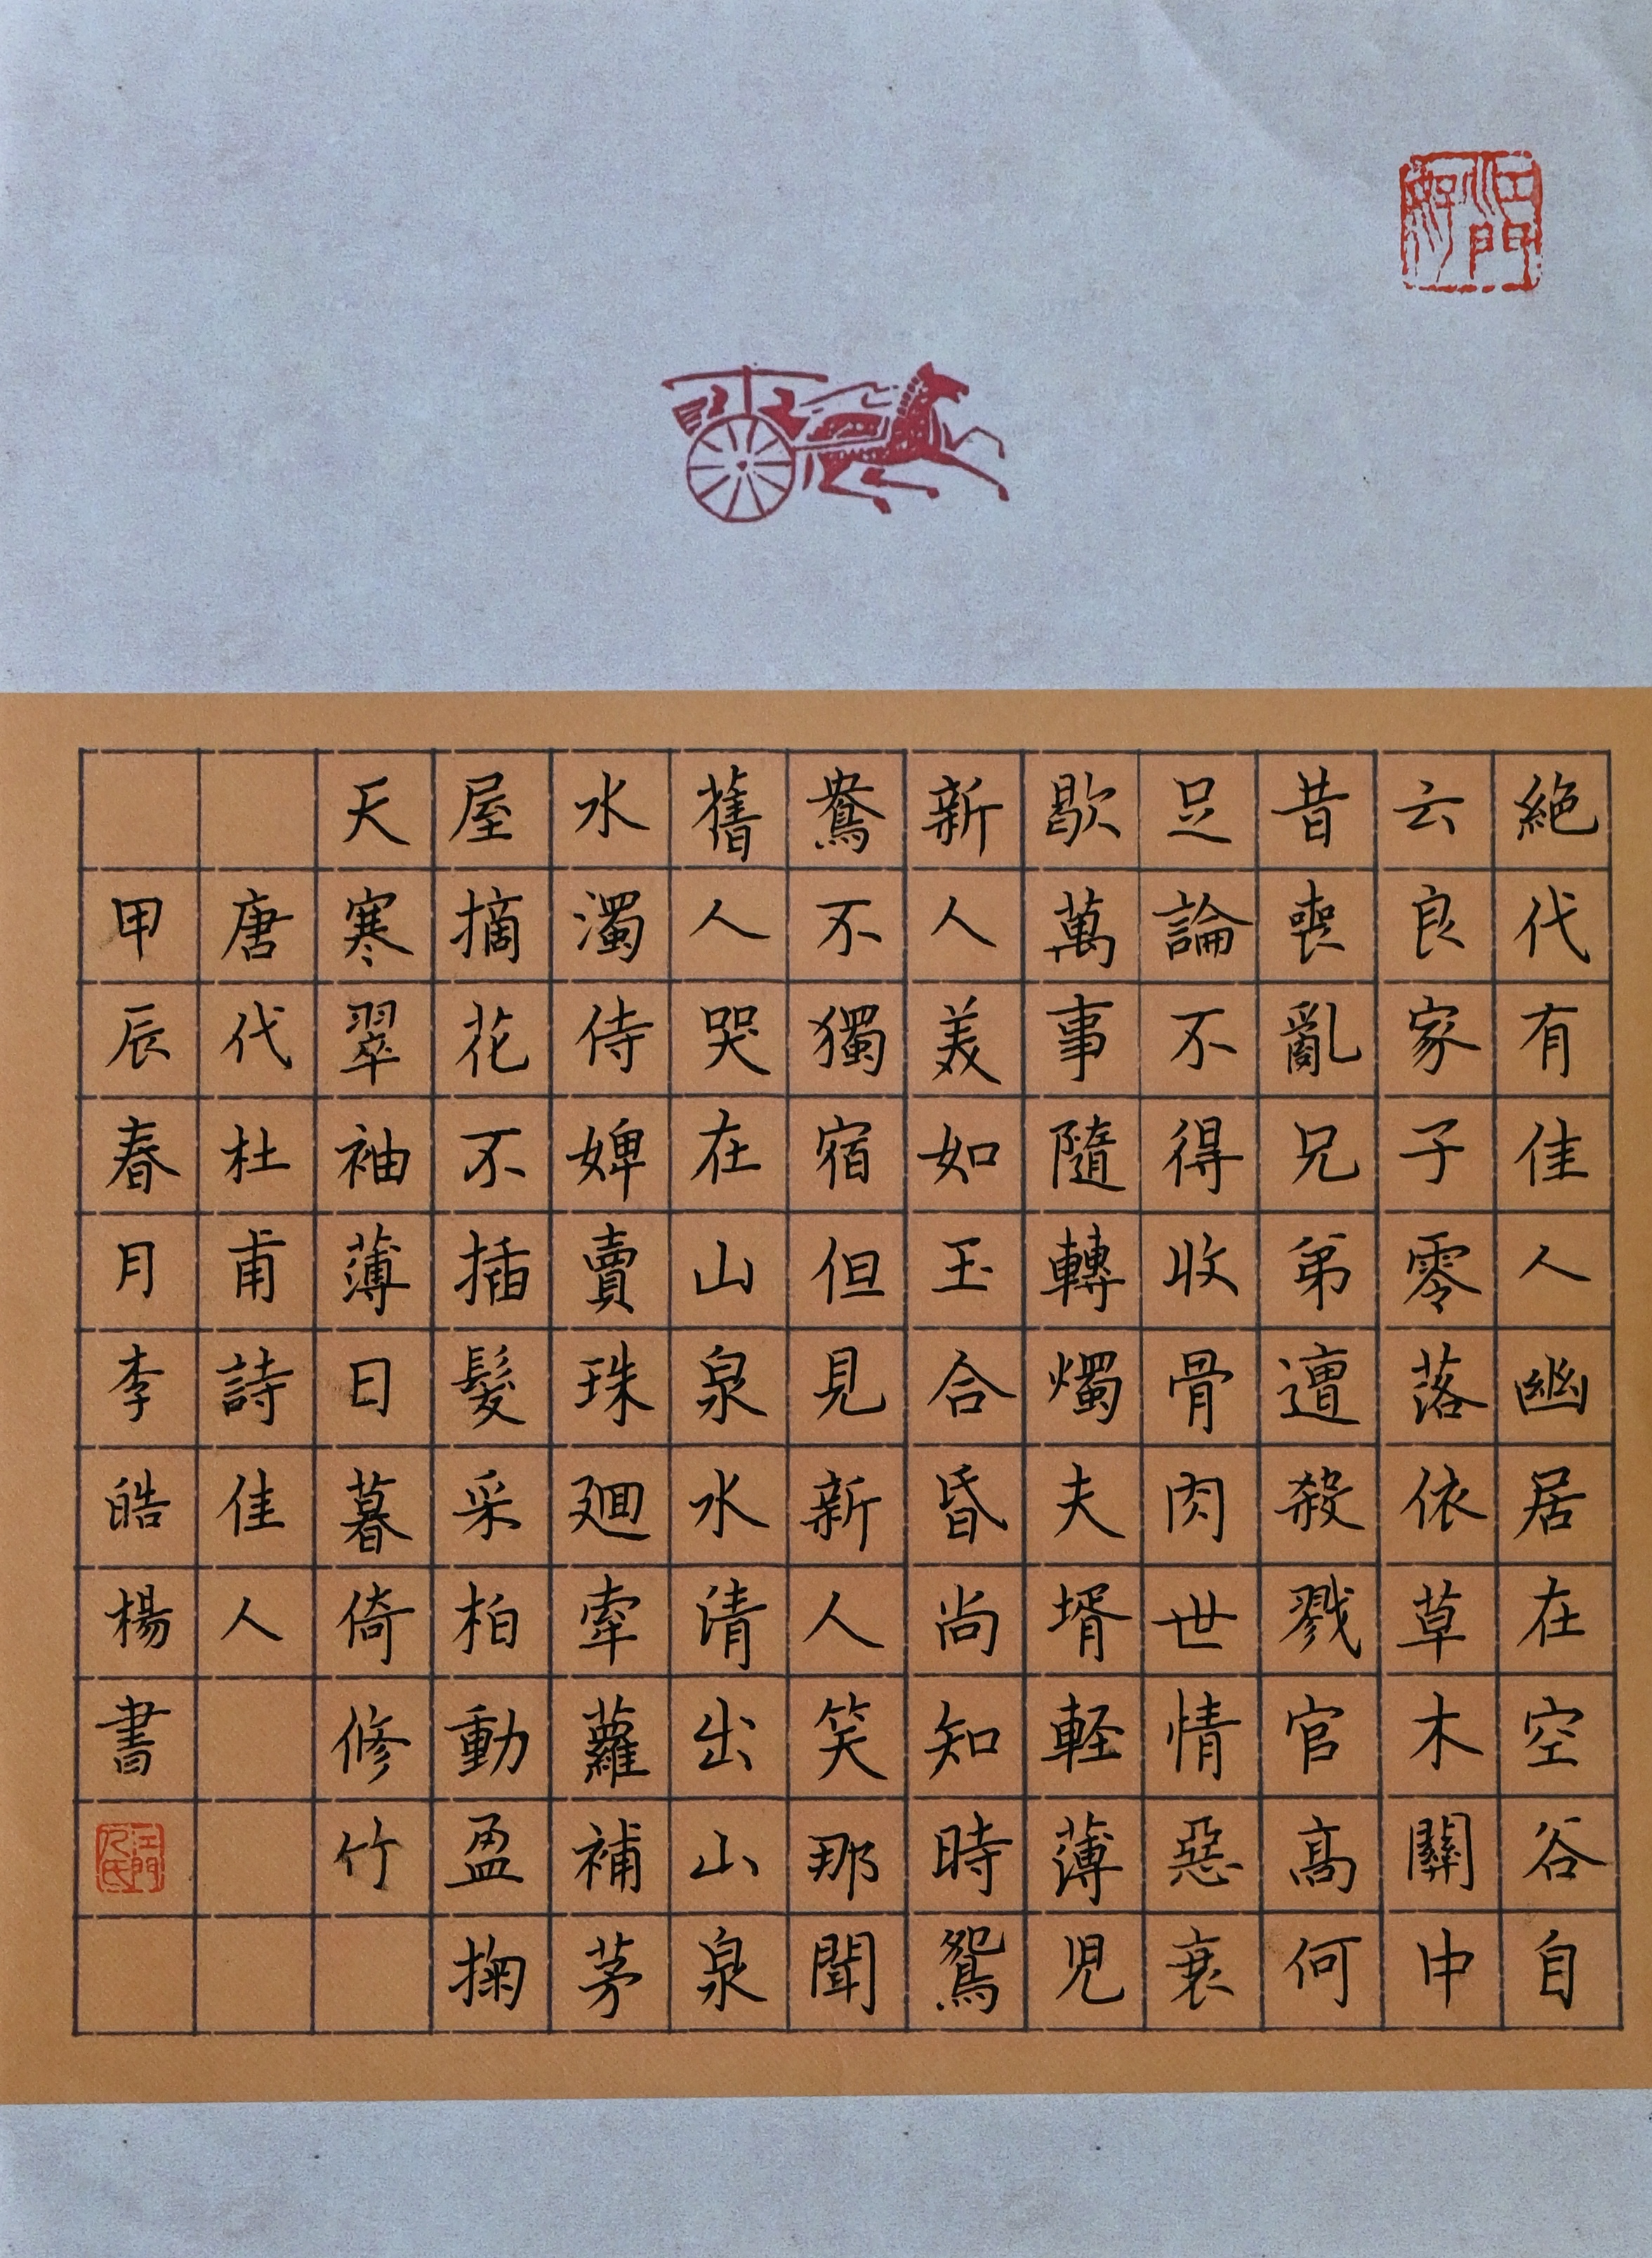 絶代有佳人幽居在空谷自
云良家子零落依草木關中
昔喪亂兄弟遭殺戮官高何
足論不得收骨肉世情惡衰
歇萬事隨轉燭夫壻輕薄兒
新人美如玉合昏尚知時鴛
鴦不獨宿但見新人笑那聞
舊人哭在山泉水清出山泉
水濁侍婢賣珠迴牽蘿補茅
屋摘花不插髮采柏動盈掬
天寒翠袖薄日暮倚修竹
唐代杜甫詩佳人
甲辰春月李皓楊書